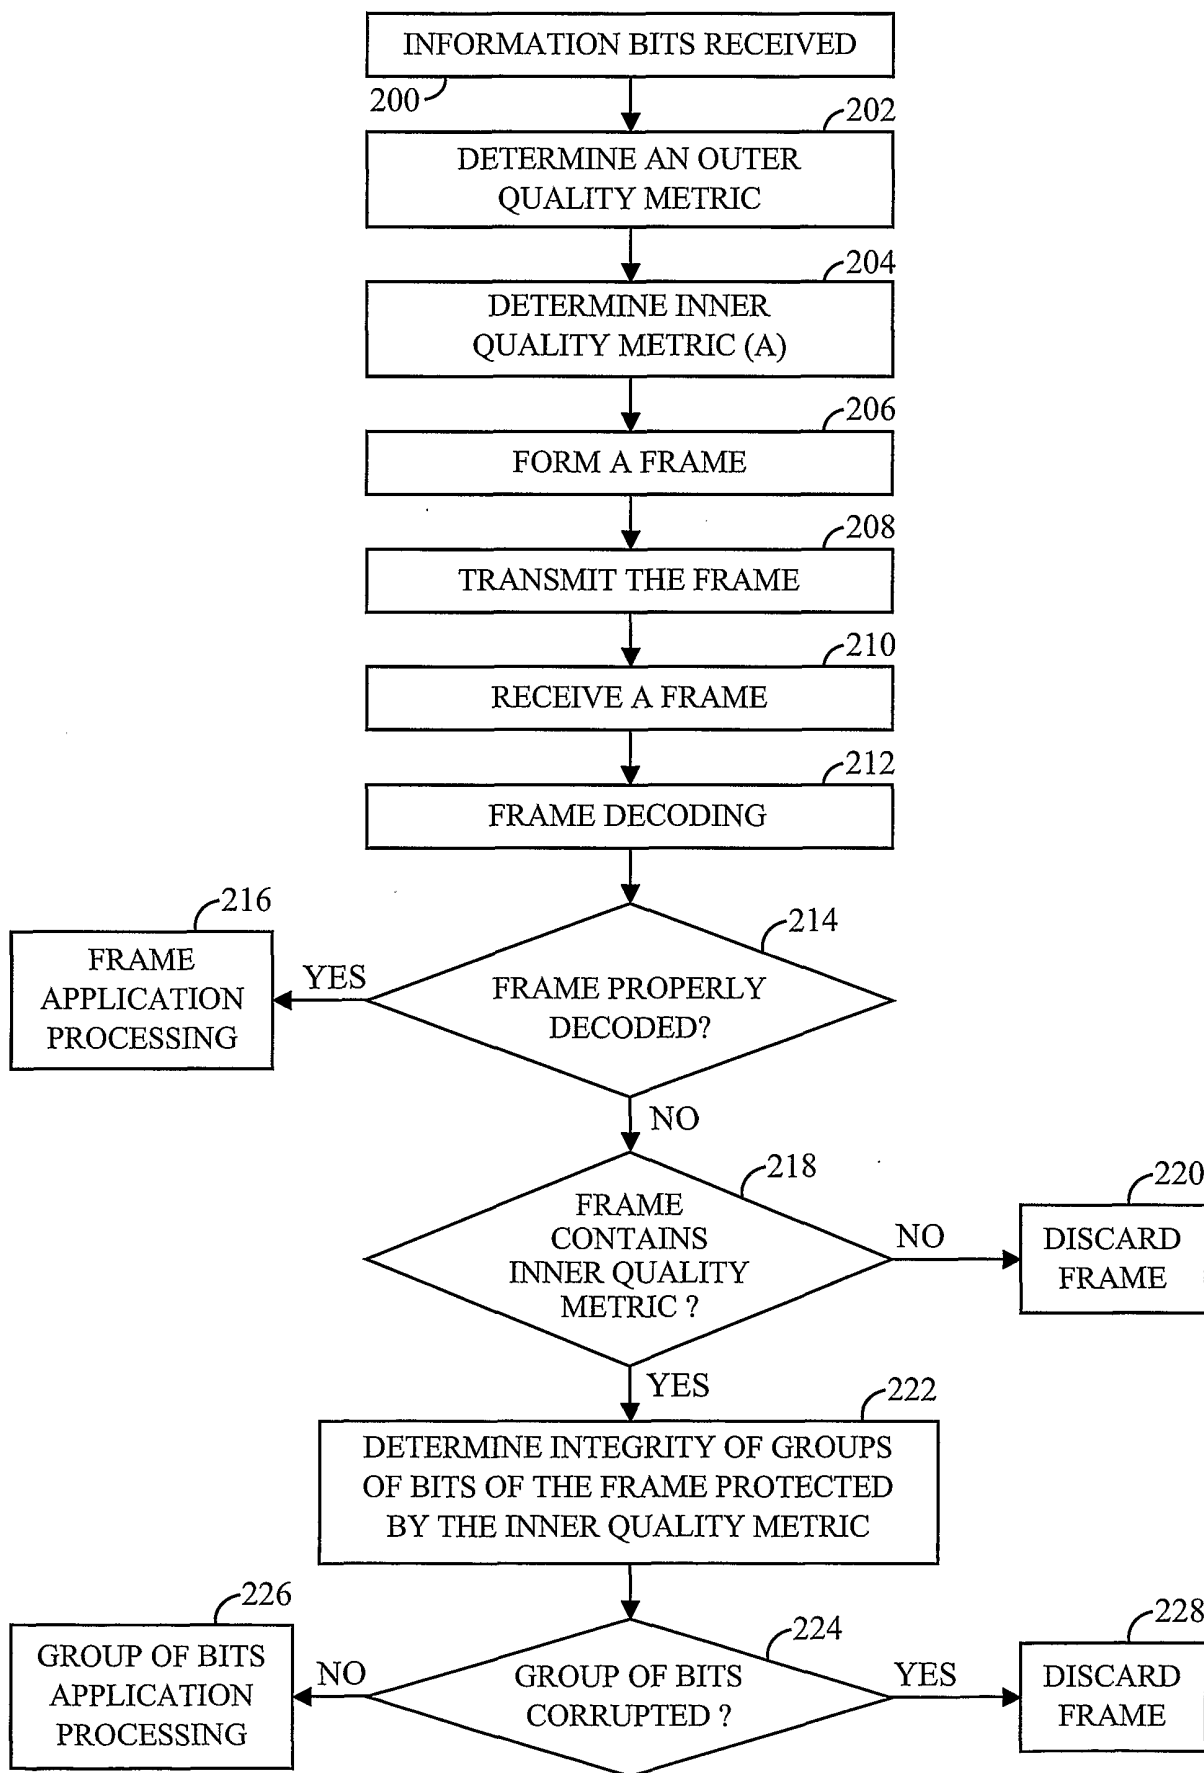 INFORMATION BITS RECEIVED
200
202
DETERMINE AN OUTER
QUALITY METRIC
204
DETERMINE INNER
QUALITY METRIC (A)
206
FORM A FRAME
208
TRANSMIT THE FRAME
210
RECEIVE A FRAME
212
FRAME DECODING
216
FRAME
APPLICATION
PROCESSING
YES
214
FRAME PROPERLY
DECODED?
NO
218
FRAME
CONTAINS
INNER QUALITY
METRIC ?
NO
220
DISCARD
FRAME
YES
222
DETERMINE INTEGRITY OF GROUPS
OF BITS OF THE FRAME PROTECTED
BY THE INNER QUALITY METRIC
226
GROUP OF BITS
APPLICATION
PROCESSING
NO
224
GROUP OF BITS
CORRUPTED ?
YES
228
DISCARD
FRAME